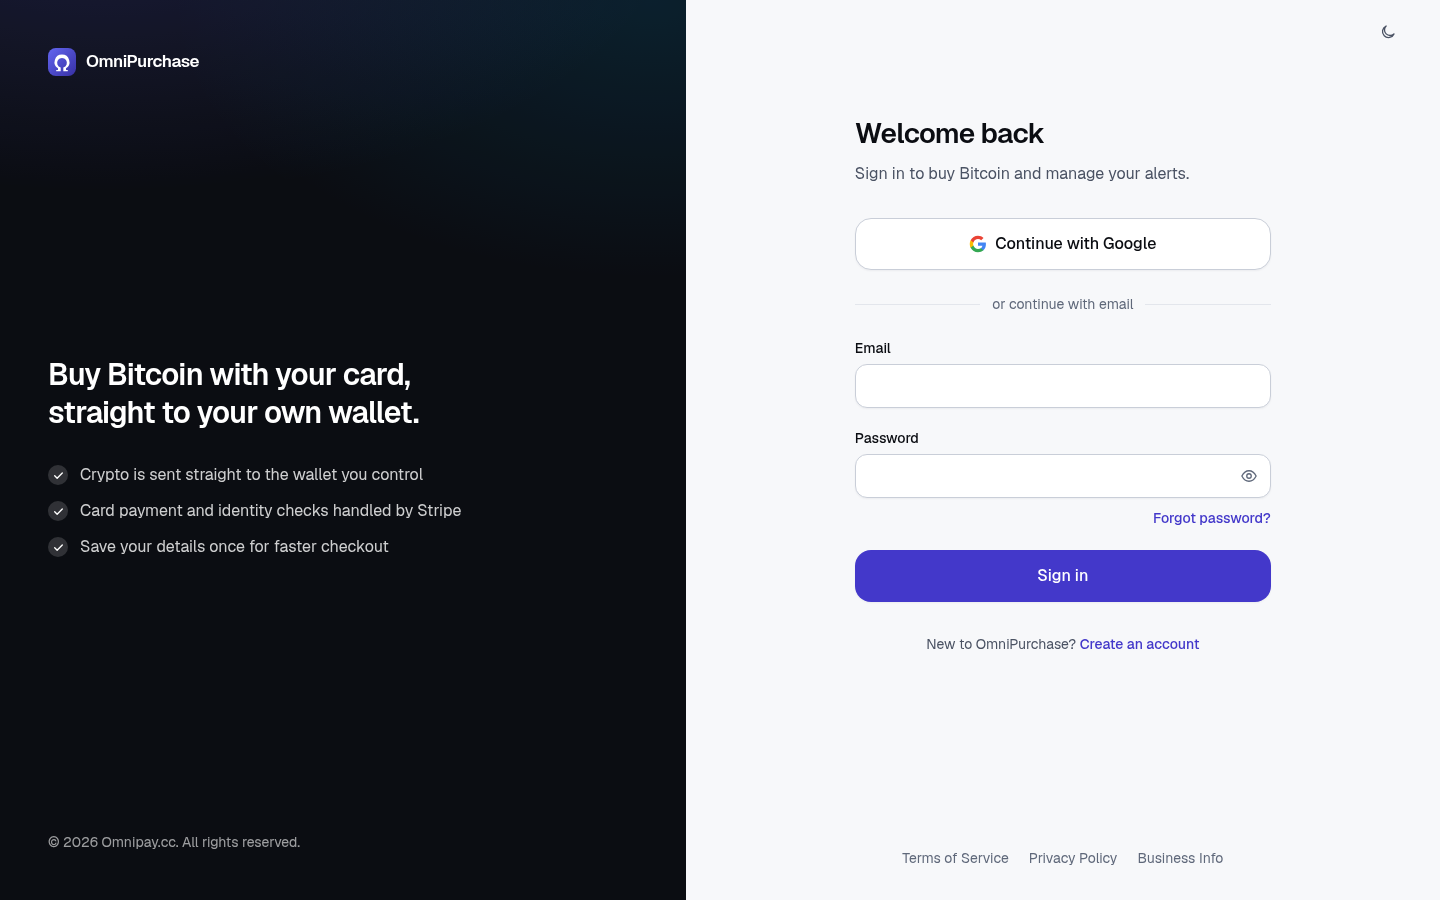 OmniPurchase
Buy Bitcoin with your card,
straight to your own wallet.
Crypto is sent straight to the wallet you control
Card payment and identity checks handled by Stripe
Save your details once for faster checkout
© 2026 Omnipay.cc. All rights reserved.
Welcome back
Sign in to buy Bitcoin and manage your alerts.
Continue with Google
or continue with email
Email
Password
Forgot password?
Sign in
New to OmniPurchase? Create an account
Terms of Service Privacy Policy Business Info